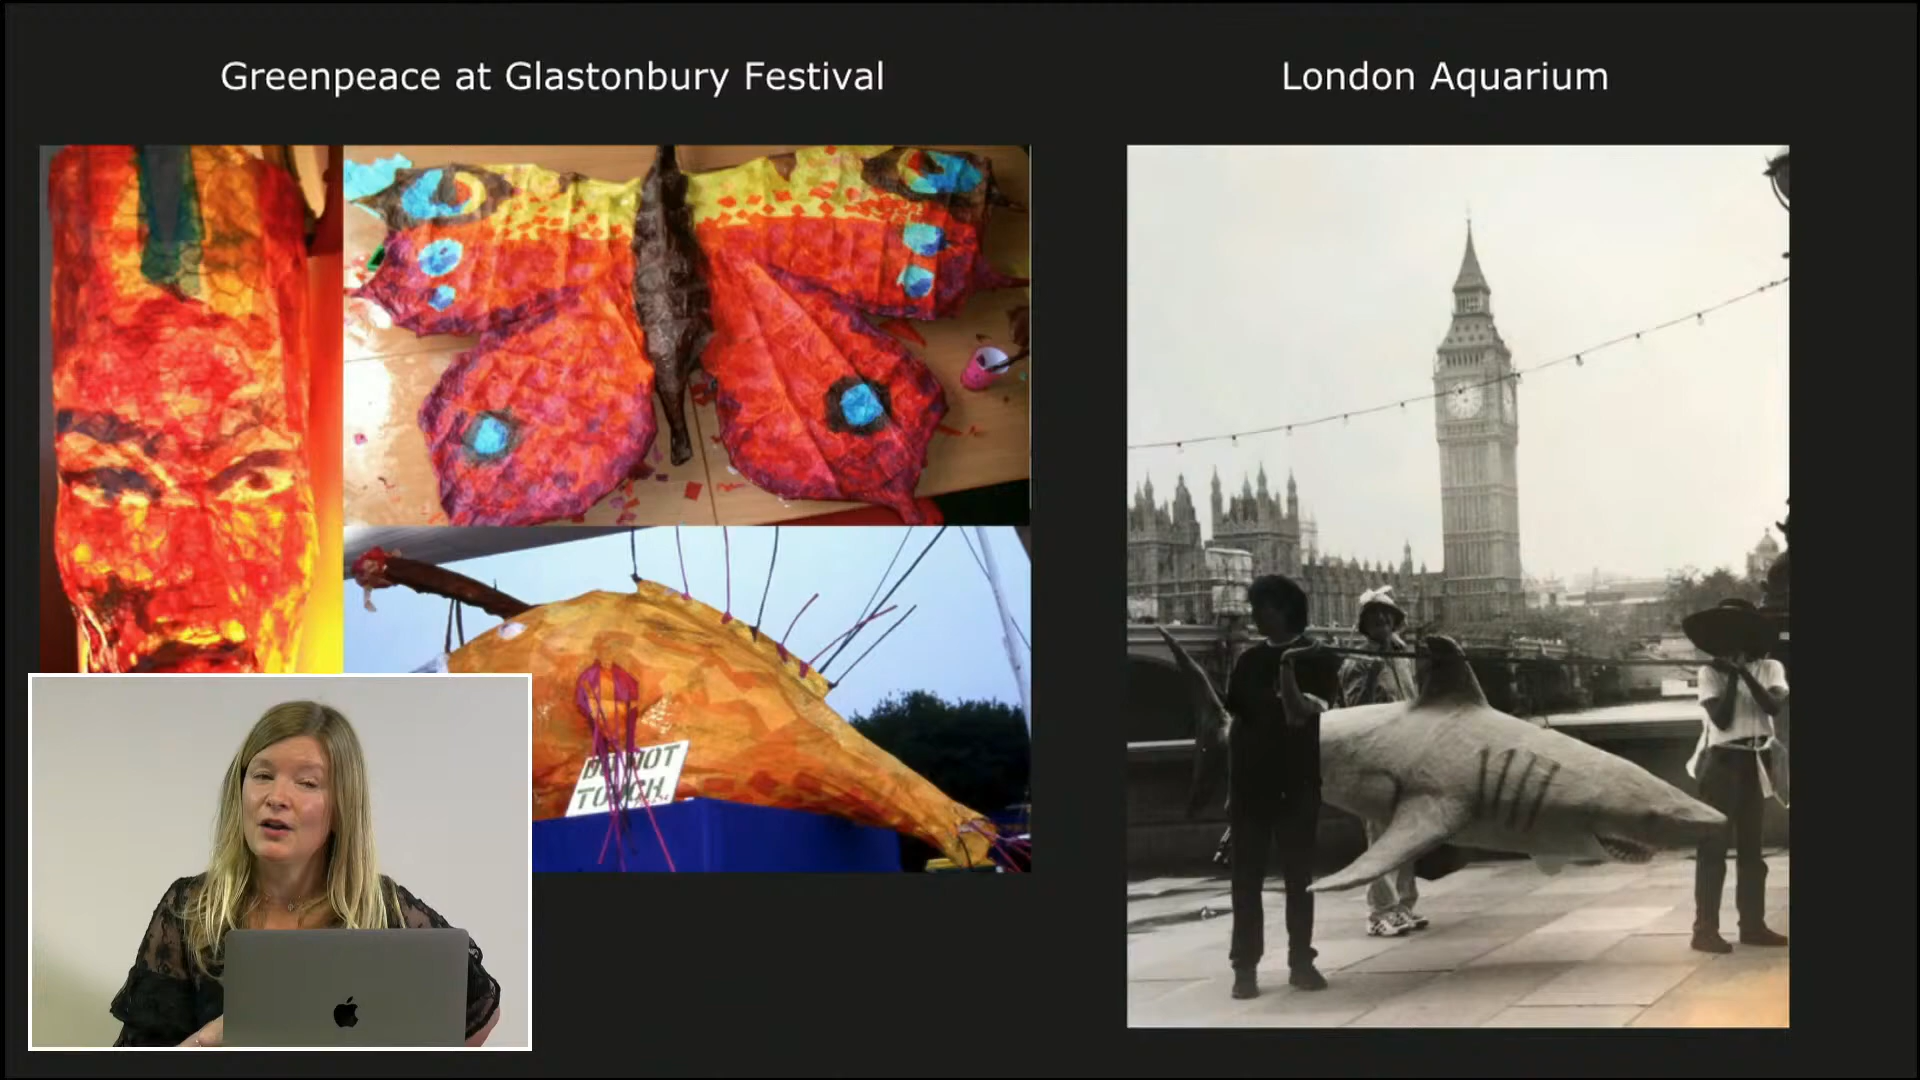 Greenpeace at Glastonbury Festival
London Aquarium
DO NOT
TOUCH